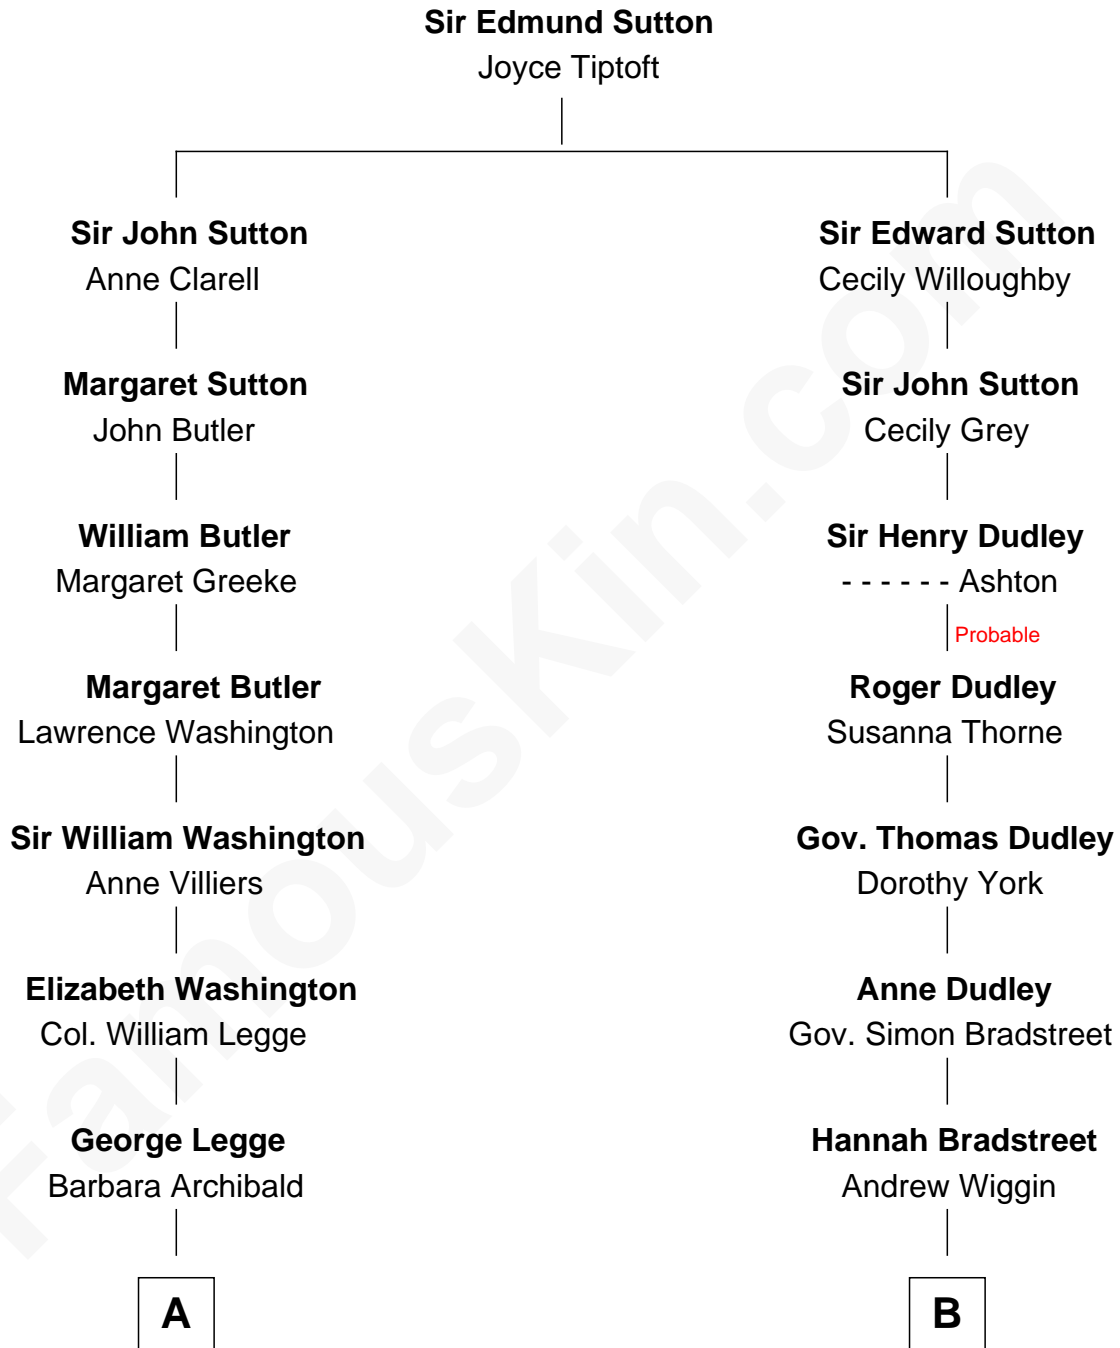 Sir Edmund Sutton
Joyce Tiptoft
Sir John Sutton
Anne Clarell
Margaret Sutton
John Butler
William Butler
Margaret Greeke
Margaret Butler
Lawrence Washington
Sir William Washington
Anne Villiers
Elizabeth Washington
Col. William Legge
George Legge
Barbara Archibald
A
Sir Edward Sutton
Cecily Willoughby
Sir John Sutton
Cecily Grey
Sir Henry Dudley
- - - - - - Ashton
Probable
Roger Dudley
Susanna Thorne
Gov. Thomas Dudley
Dorothy York
Anne Dudley
Gov. Simon Bradstreet
Hannah Bradstreet
Andrew Wiggin
B
FamousKin.com